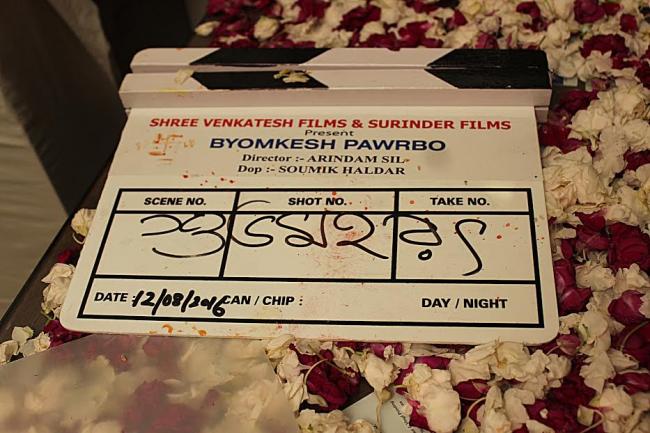 SHREE VENKATESH FILMS & SURINDER FILMS
Present
BYOMKESH PAWRBO
Director :- ARINDAM SIL
Dop :- SOUMIK HALDAR
SCENE NO. SHOT NO. TAKE NO.
শুভমহরৎ
DATE : 12/08/2016 CAN / CHIP : DAY / NIGHT